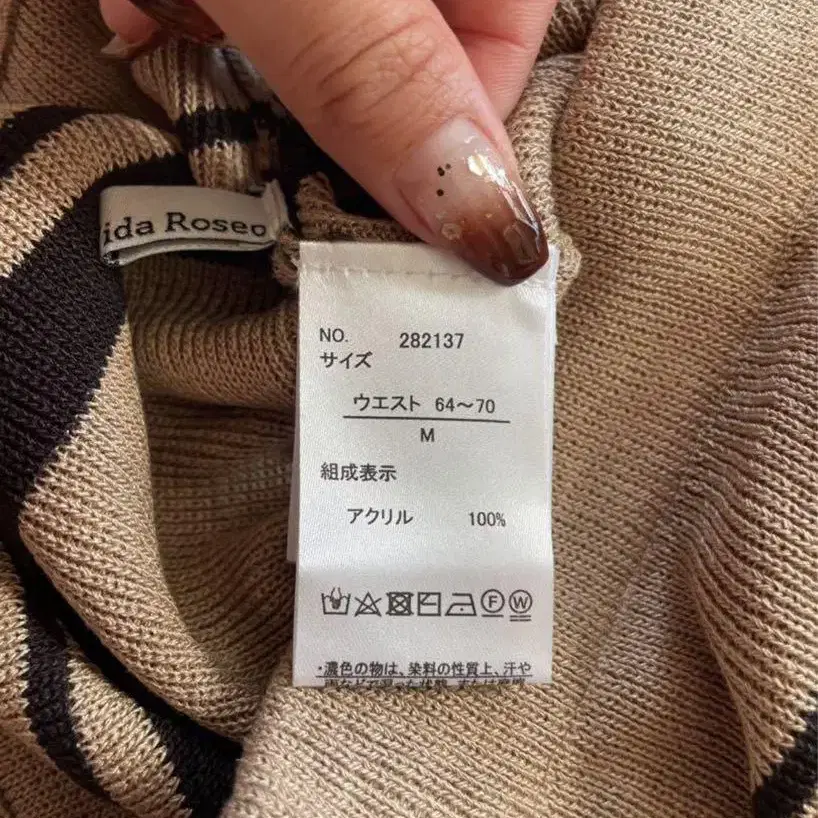 ida Roseo
NO. 282137
サイズ
ウエスト 64～70
M
組成表示
アクリル 100%
F W
・濃色の物は、染料の性質上、汗や